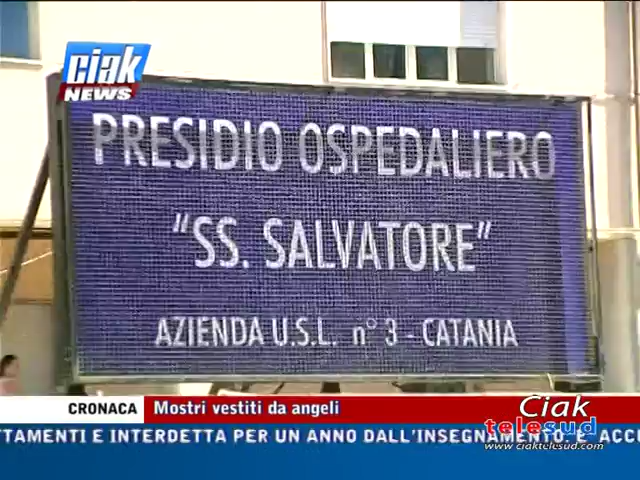 ciak
NEWS
PRESIDIO OSPEDALIERO
"SS. SALVATORE"
AZIENDA U.S.L. n° 3 - CATANIA
CRONACA
Mostri vestiti da angeli
Ciak
telesud
www.ciaktelesud.com
TTAMENTI E INTERDETTA PER UN ANNO DALL'INSEGNAMENTO. E' ACC